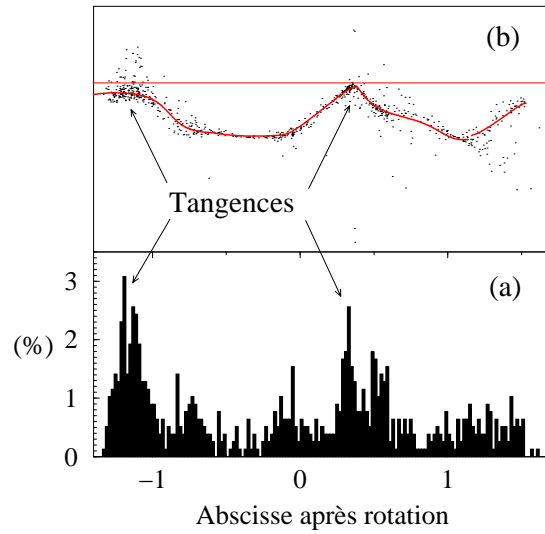 (b)
Tangences
(a)
3
2
1
0
(%)
−1 0 1
Abscisse après rotation